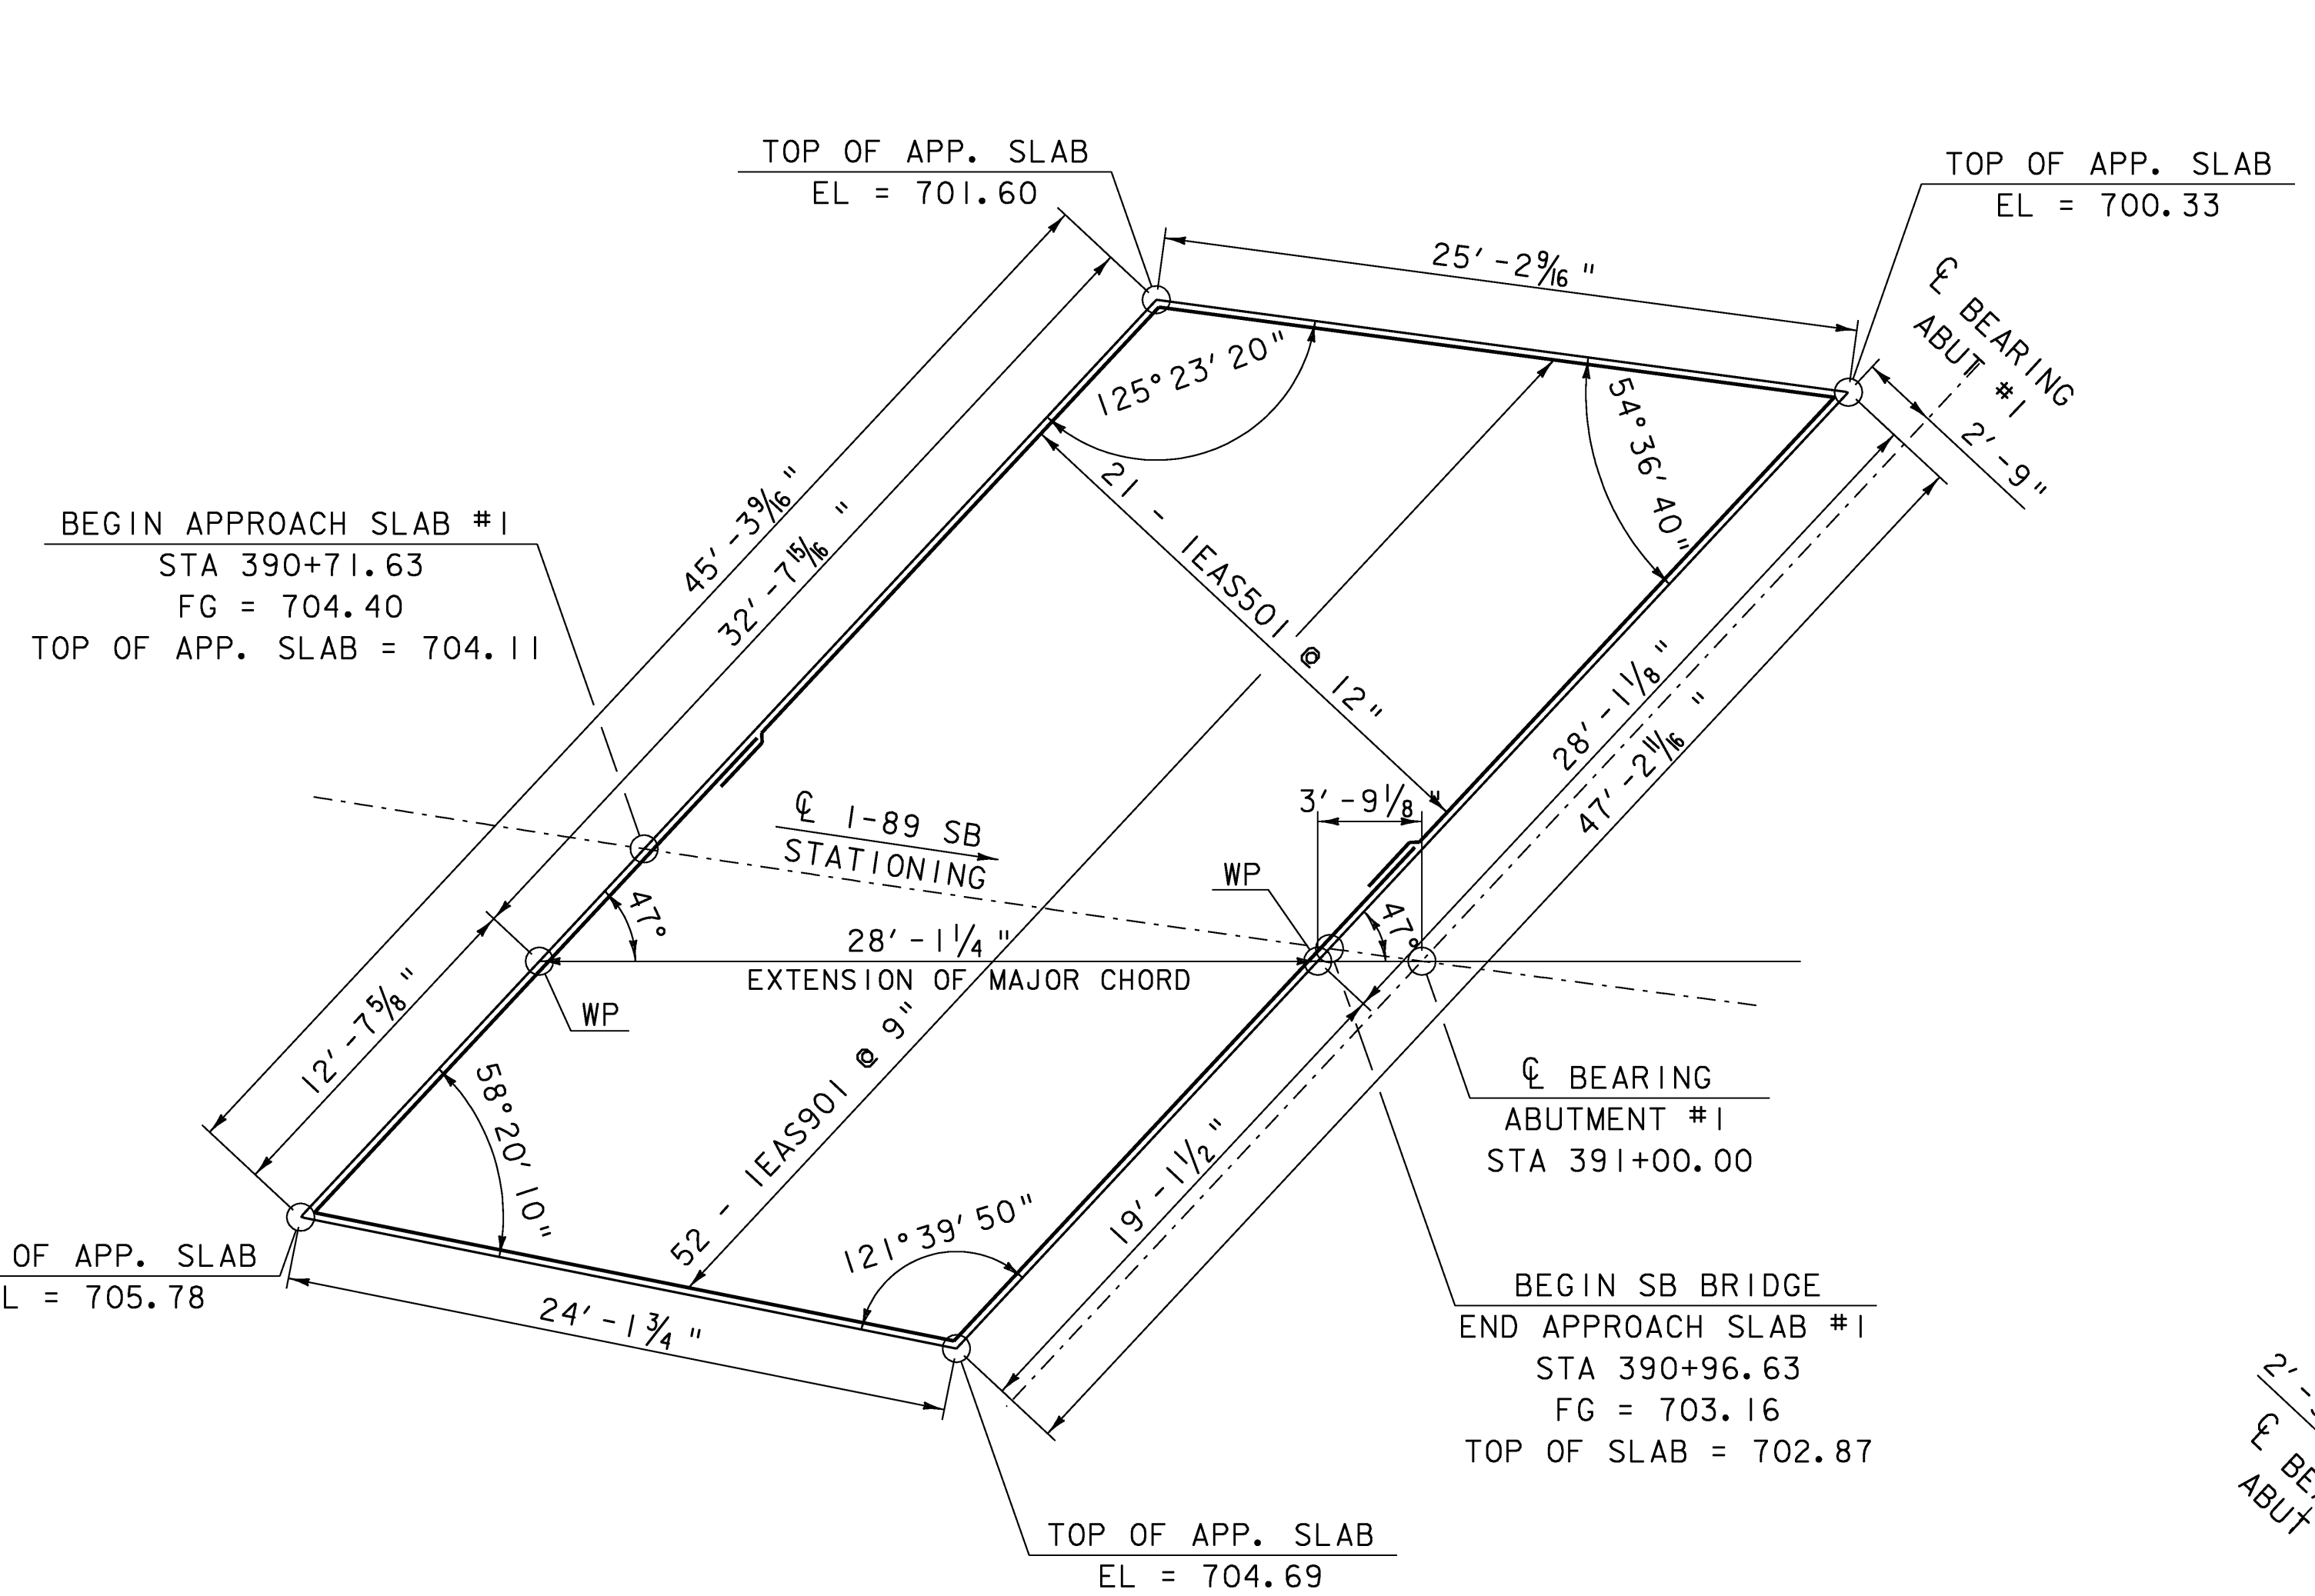 TOP OF APP. SLAB
EL = 701.60
TOP OF APP. SLAB
EL = 700.33
25'-2 9/16"
℄ BEARING
ABUT #1
2'-9"
125°23'20"
54°36'40"
45'-3 9/16"
32'-7 15/16"
21 - 1EAS501 @ 12"
BEGIN APPROACH SLAB #1
STA 390+71.63
FG = 704.40
TOP OF APP. SLAB = 704.11
28'-1 1/8"
47'-2 11/16"
3'-9 1/8"
℄ I-89 SB
STATIONING
WP
47°
47°
28'-1 1/4"
EXTENSION OF MAJOR CHORD
WP
12'-7 5/8"
58°20'10"
52 - 1EAS901 @ 9"
℄ BEARING
ABUTMENT #1
STA 391+00.00
19'-1 1/2"
121°39'50"
OF APP. SLAB
L = 705.78
24'-1 3/4"
BEGIN SB BRIDGE
END APPROACH SLAB #1
STA 390+96.63
FG = 703.16
TOP OF SLAB = 702.87
TOP OF APP. SLAB
EL = 704.69
2'-
℄ BE
ABUT